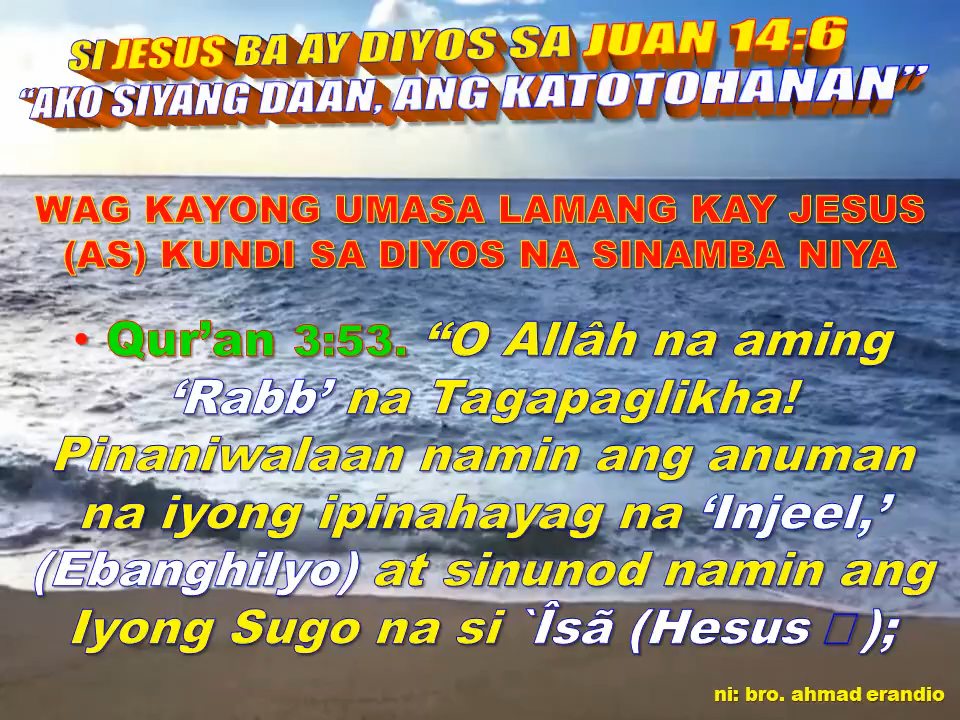 SI JESUS BA AY DIYOS SA JUAN 14:6
“AKO SIYANG DAAN, ANG KATOTOHANAN”
WAG KAYONG UMASA LAMANG KAY JESUS
(AS) KUNDI SA DIYOS NA SINAMBA NIYA
• Qur’an 3:53. “O Allâh na aming
‘Rabb’ na Tagapaglikha!
Pinaniwalaan namin ang anuman
na iyong ipinahayag na ‘Injeel,’
(Ebanghilyo) at sinunod namin ang
Iyong Sugo na si `Îsã (Hesus );
ni: bro. ahmad erandio